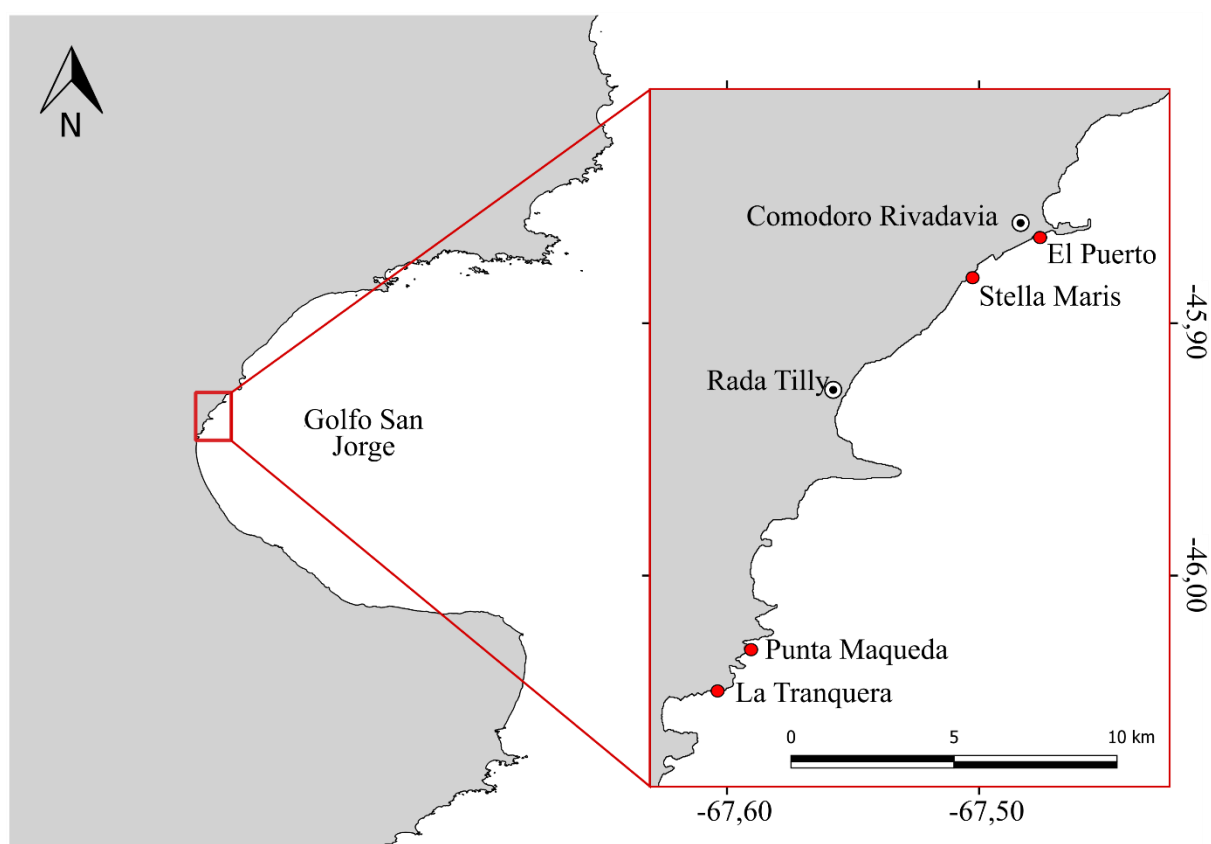 N
Golfo San
Jorge
Comodoro Rivadavia
El Puerto
Stella Maris
-45,90
Rada Tilly
-46,00
Punta Maqueda
La Tranquera
0 5 10 km
-67,60 -67,50